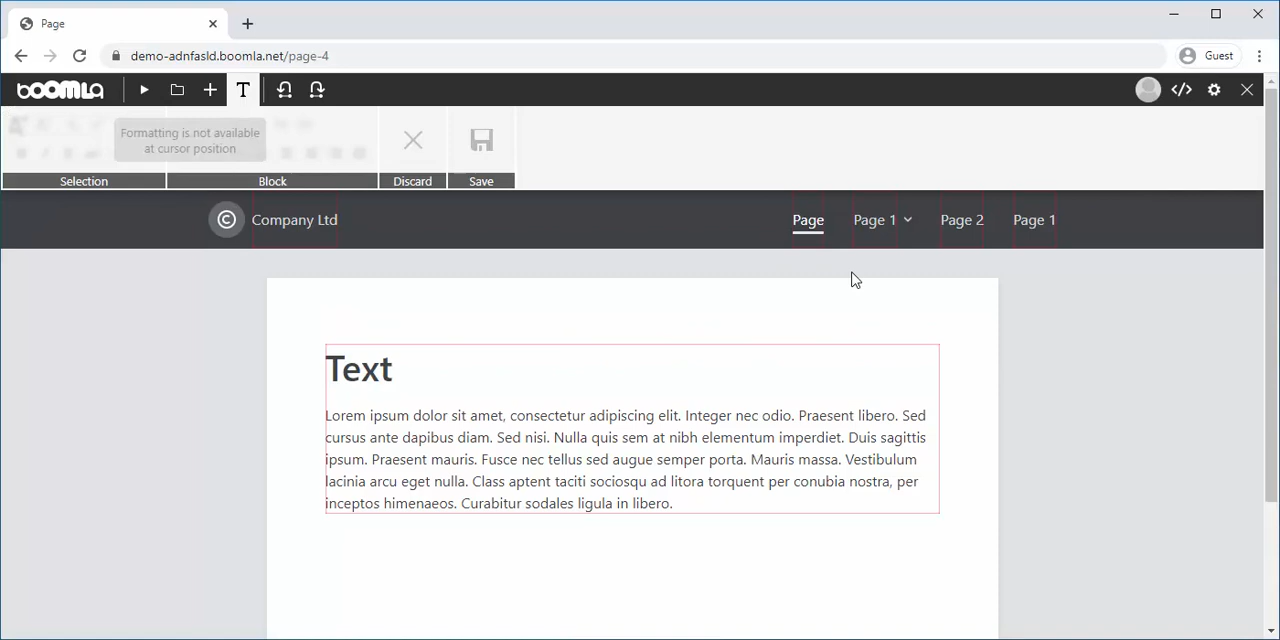 Page
demo-adnfasld.boomla.net/page-4
Guest
boomla
T
Formatting is not available
at cursor position
Selection
Block
Discard
Save
© Company Ltd
Page
Page 1
Page 2
Page 1
Text
Lorem ipsum dolor sit amet, consectetur adipiscing elit. Integer nec odio. Praesent libero. Sed
cursus ante dapibus diam. Sed nisi. Nulla quis sem at nibh elementum imperdiet. Duis sagittis
ipsum. Praesent mauris. Fusce nec tellus sed augue semper porta. Mauris massa. Vestibulum
lacinia arcu eget nulla. Class aptent taciti sociosqu ad litora torquent per conubia nostra, per
inceptos himenaeos. Curabitur sodales ligula in libero.